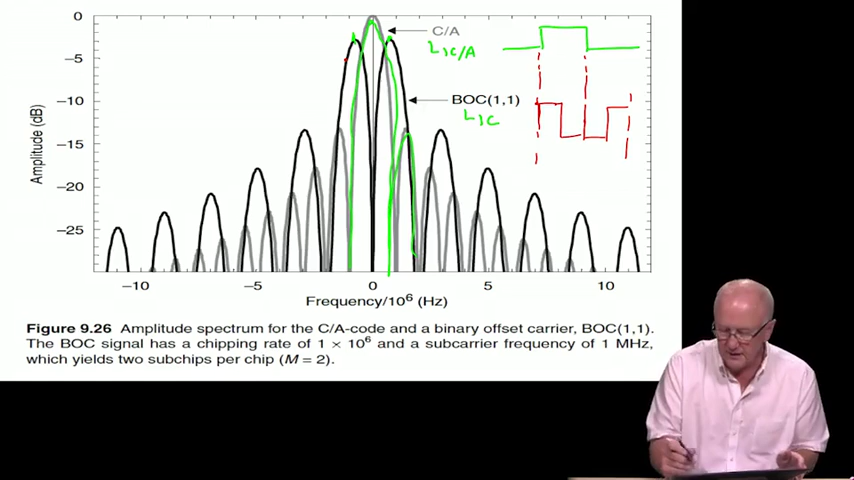 0
-5
-10
-15
-20
-25
Amplitude (dB)
C/A
L1C/A
BOC(1,1)
L1C
-10
-5
0
5
10
Frequency/10⁶ (Hz)
Figure 9.26 Amplitude spectrum for the C/A-code and a binary offset carrier, BOC(1,1).
The BOC signal has a chipping rate of 1 × 10⁶ and a subcarrier frequency of 1 MHz,
which yields two subchips per chip (M = 2).